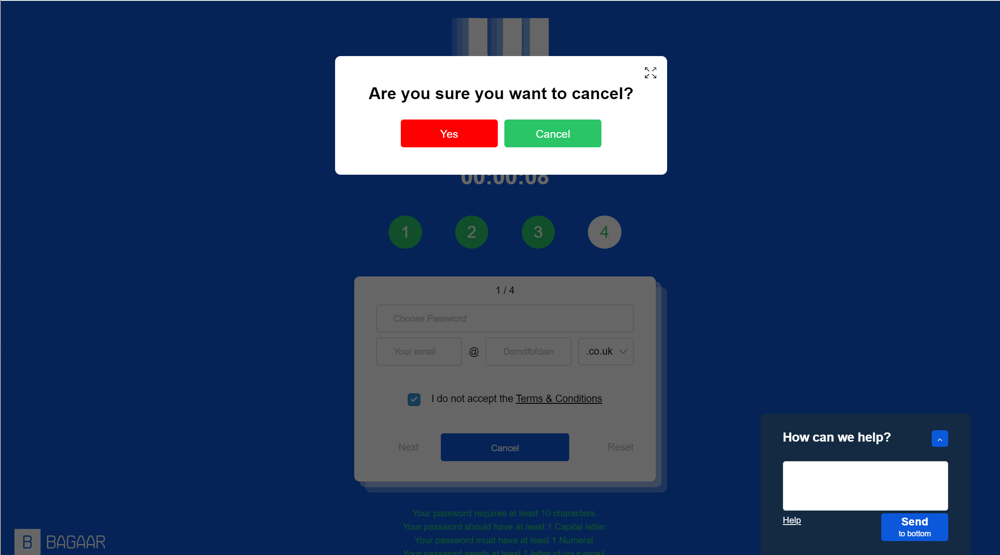 Are you sure you want to cancel?
Yes
Cancel
00:00:08
1
2
3
4
1 / 4
Choose Password
Your email
@
Domdfbfdain
.co.uk
I do not accept the Terms & Conditions
Next
Cancel
Reset
How can we help?
Help
Send
to bottom
Your password requires at least 10 characters.
Your password should have at least 1 Capital letter.
Your password must have at least 1 Numeral.
Your password needs at least 1 letter of your email.
B BAGAAR